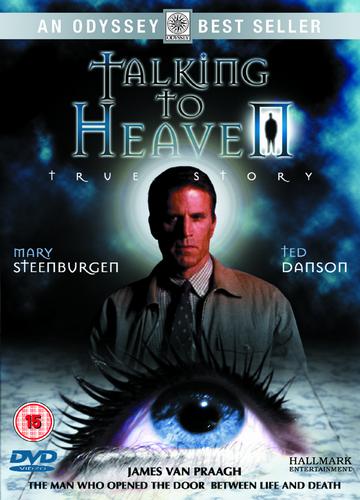 AN ODYSSEY BEST SELLER
ODYSSEY
TALKING
TO
HEAVEN
TRUE STORY
MARY
STEENBURGEN
TED
DANSON
15
DVD
VIDEO
HALLMARK
ENTERTAINMENT
JAMES VAN PRAAGH
THE MAN WHO OPENED THE DOOR BETWEEN LIFE AND DEATH